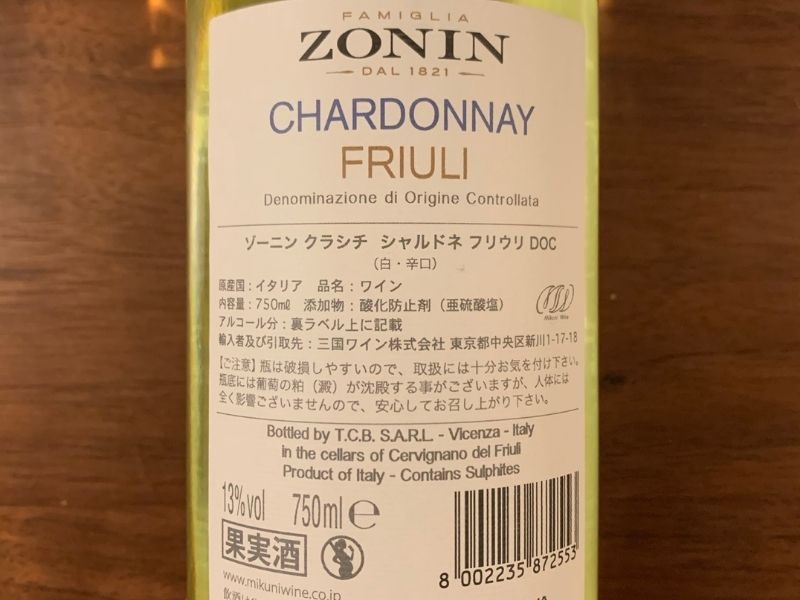 FAMIGLIA
ZONIN
DAL 1821
CHARDONNAY
FRIULI
Denominazione di Origine Controllata
ゾーニン クラシチ シャルドネ フリウリ DOC
(白・辛口)
原産国：イタリア 品名：ワイン
内容量：750mℓ 添加物：酸化防止剤（亜硫酸塩）
Mikuni Wine
アルコール分：裏ラベル上に記載
輸入者及び引取先：三国ワイン株式会社 東京都中央区新川1-17-18
【ご注意】瓶は破損しやすいので、取扱には十分お気を付け下さい。
瓶底には葡萄の粕（澱）が沈殿する事がございますが、人体には
全く影響ございませんので、安心してお召し上がり下さい。
Bottled by T.C.B. S.A.R.L. - Vicenza - Italy
in the cellars of Cervignano del Friuli
Product of Italy - Contains Sulphites
13%vol 750ml e
果実酒
www.mikuniwine.co.jp
8 002235 872553